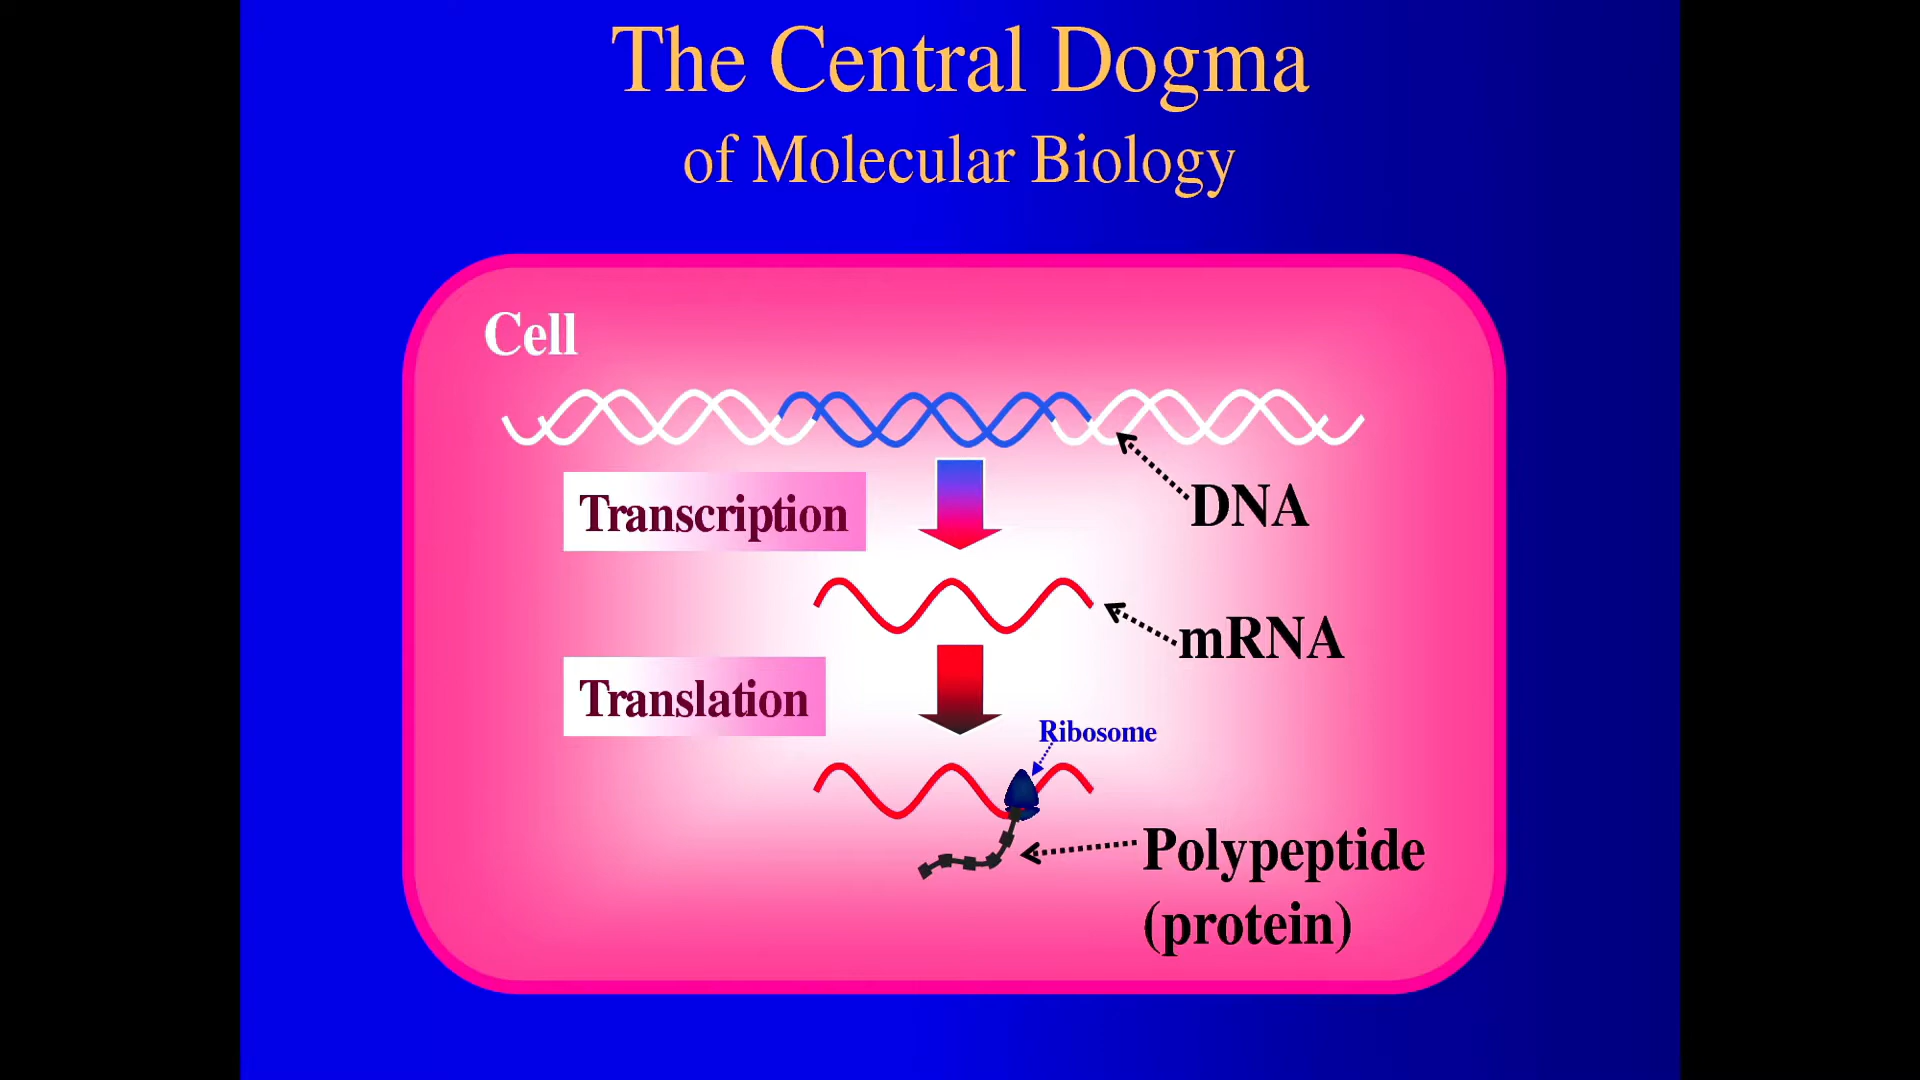 The Central Dogma
of Molecular Biology
Cell
Transcription
DNA
mRNA
Translation
Ribosome
Polypeptide
(protein)